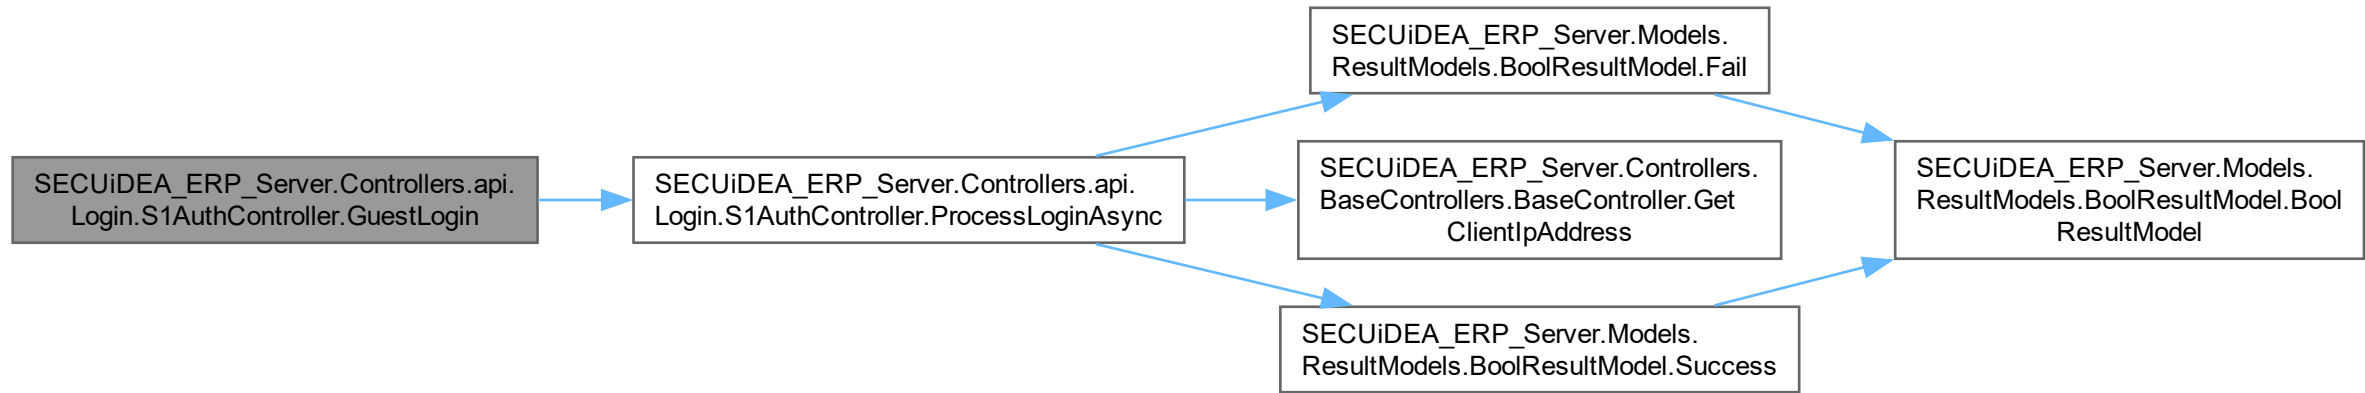 SECUiDEA_ERP_Server.Controllers.api.
Login.S1AuthController.GuestLogin
SECUiDEA_ERP_Server.Controllers.api.
Login.S1AuthController.ProcessLoginAsync
SECUiDEA_ERP_Server.Models.
ResultModels.BoolResultModel.Fail
SECUiDEA_ERP_Server.Controllers.
BaseControllers.BaseController.Get
ClientIpAddress
SECUiDEA_ERP_Server.Models.
ResultModels.BoolResultModel.Success
SECUiDEA_ERP_Server.Models.
ResultModels.BoolResultModel.Bool
ResultModel